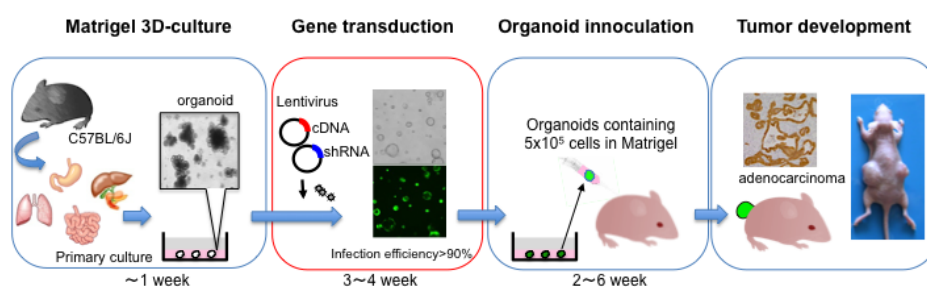 Matrigel 3D-culture
Gene transduction
Organoid innoculation
Tumor development
organoid
C57BL/6J
Primary culture
Lentivirus
cDNA
shRNA
Infection efficiency>90%
Organoids containing
5x10⁵ cells in Matrigel
adenocarcinoma
~1 week
3~4 week
2~6 week